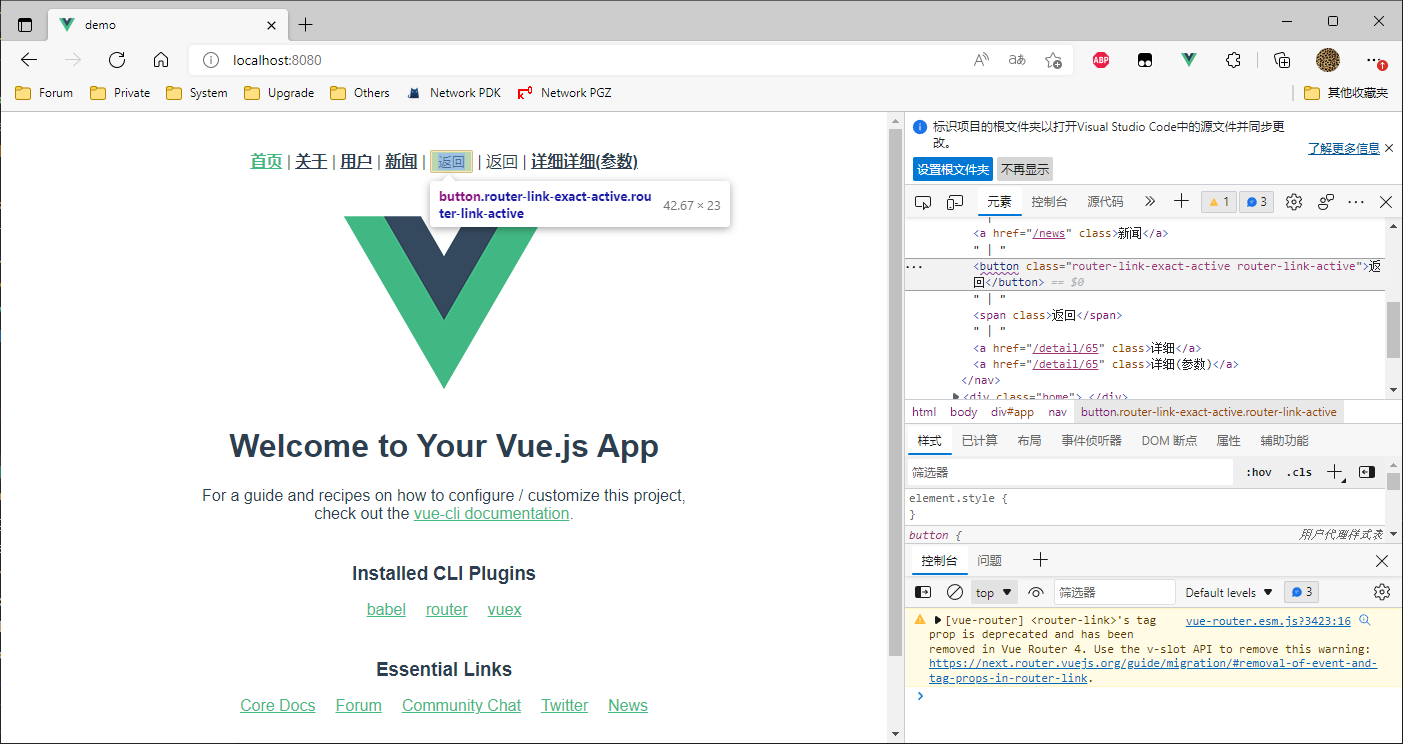 demo
localhost:8080
Aあ
ABP
Forum Private System Upgrade Others Network PDK Network PGZ 其他收藏夹
首页 | 关于 | 用户 | 新闻 | 返回 | 返回 | 详细详细(参数)
button.router-link-exact-active.rou
ter-link-active
42.67 × 23
Welcome to Your Vue.js App
For a guide and recipes on how to configure / customize this project,
check out the vue-cli documentation.
Installed CLI Plugins
babel router vuex
Essential Links
Core Docs Forum Community Chat Twitter News
标识项目的根文件夹以打开Visual Studio Code中的源文件并同步更
改。
了解更多信息
设置根文件夹 不再显示
元素 控制台 源代码 1 3
<a href="/news" class>新闻</a>
" | "
<button class="router-link-exact-active router-link-active">返
回</button> == $0
" | "
<span class>返回</span>
" | "
<a href="/detail/65" class>详细</a>
<a href="/detail/65" class>详细(参数)</a>
</nav>
<div class="home">…</div>
html body div#app nav button.router-link-exact-active.router-link-active
样式 已计算 布局 事件侦听器 DOM 断点 属性 辅助功能
筛选器 :hov .cls
element.style {
}
button { 用户代理样式表
控制台 问题
top 筛选器 Default levels 3
[vue-router] <router-link>'s tag vue-router.esm.js?3423:16
prop is deprecated and has been
removed in Vue Router 4. Use the v-slot API to remove this warning:
https://next.router.vuejs.org/guide/migration/#removal-of-event-and-
tag-props-in-router-link.